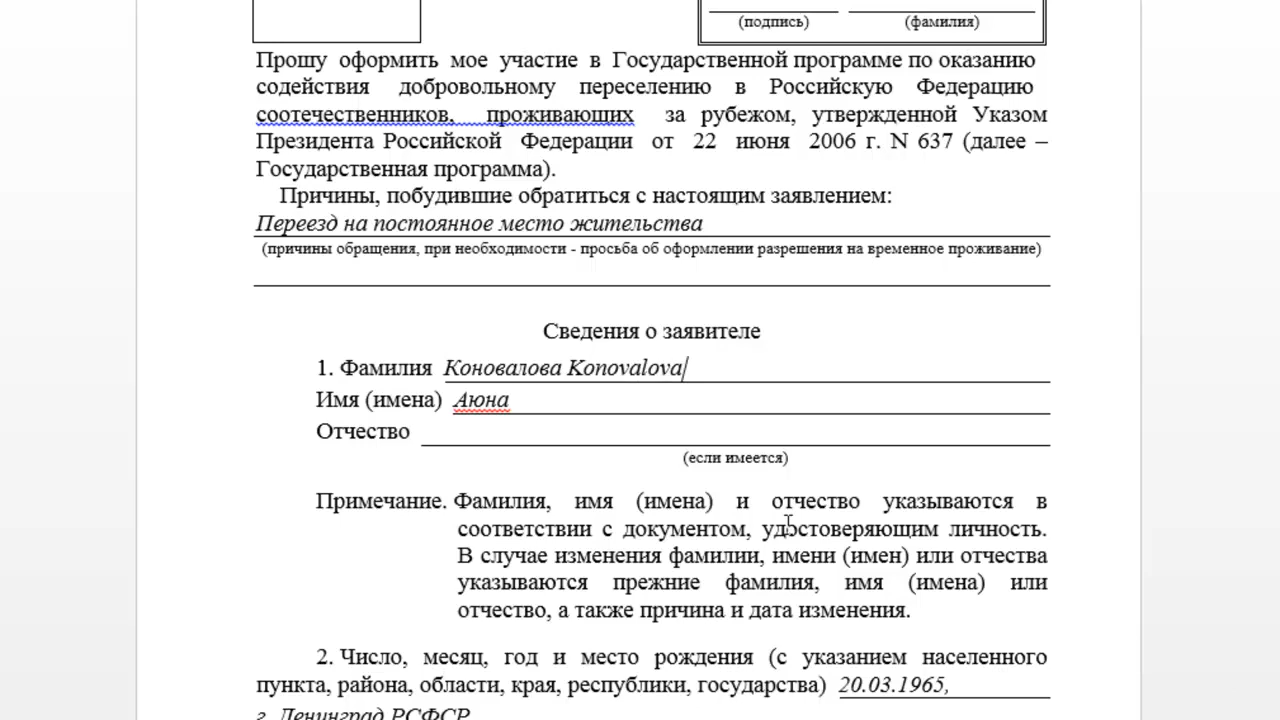 (подпись) (фамилия)
Прошу оформить мое участие в Государственной программе по оказанию
содействия добровольному переселению в Российскую Федерацию
соотечественников, проживающих за рубежом, утвержденной Указом
Президента Российской Федерации от 22 июня 2006 г. N 637 (далее –
Государственная программа).
Причины, побудившие обратиться с настоящим заявлением:
Переезд на постоянное место жительства
(причины обращения, при необходимости - просьба об оформлении разрешения на временное проживание)
Сведения о заявителе
1. Фамилия Коновалова Konovalova
Имя (имена) Аюна
Отчество
(если имеется)
Примечание. Фамилия, имя (имена) и отчество указываются в
соответствии с документом, удостоверяющим личность.
В случае изменения фамилии, имени (имен) или отчества
указываются прежние фамилия, имя (имена) или
отчество, а также причина и дата изменения.
2. Число, месяц, год и место рождения (с указанием населенного
пункта, района, области, края, республики, государства) 20.03.1965,
г. Ленинград РСФСР